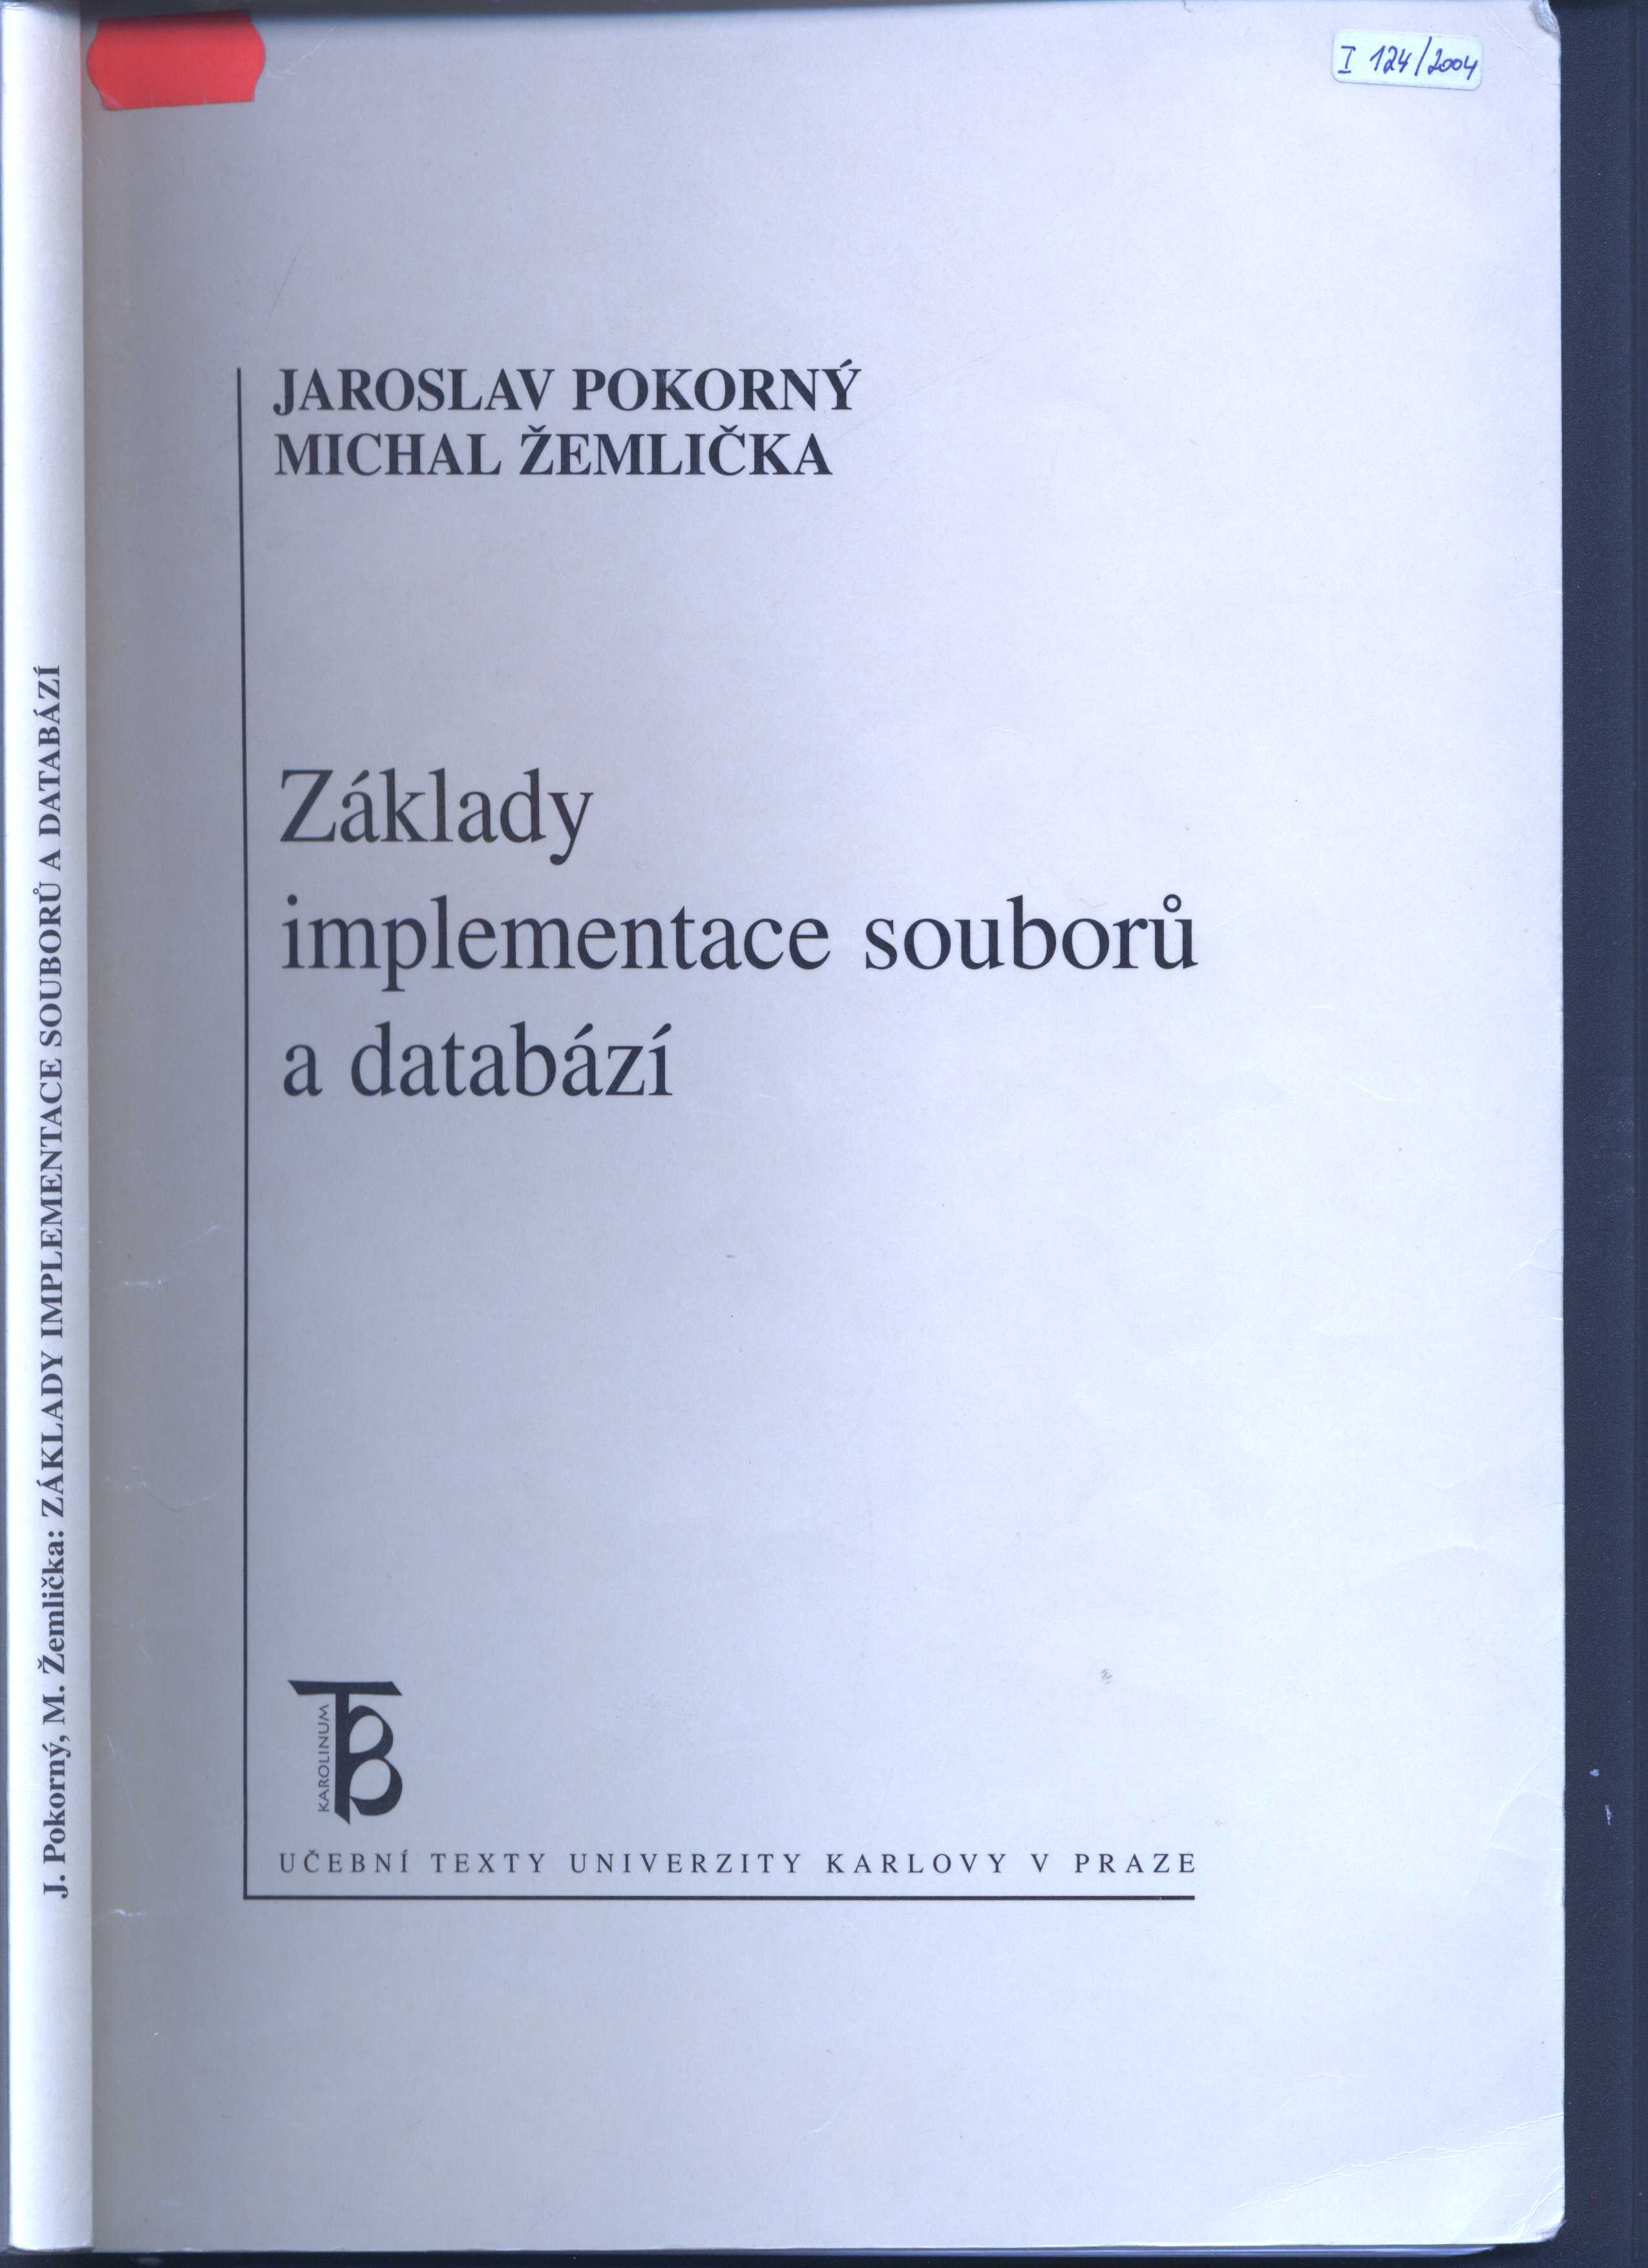 I 124/2004
JAROSLAV POKORNÝ
MICHAL ŽEMLIČKA
Základy
implementace souborů
a databází
KAROLINUM
UČEBNÍ TEXTY UNIVERZITY KARLOVY V PRAZE
J. Pokorný, M. Žemlička: ZÁKLADY IMPLEMENTACE SOUBORŮ A DATABÁZÍ